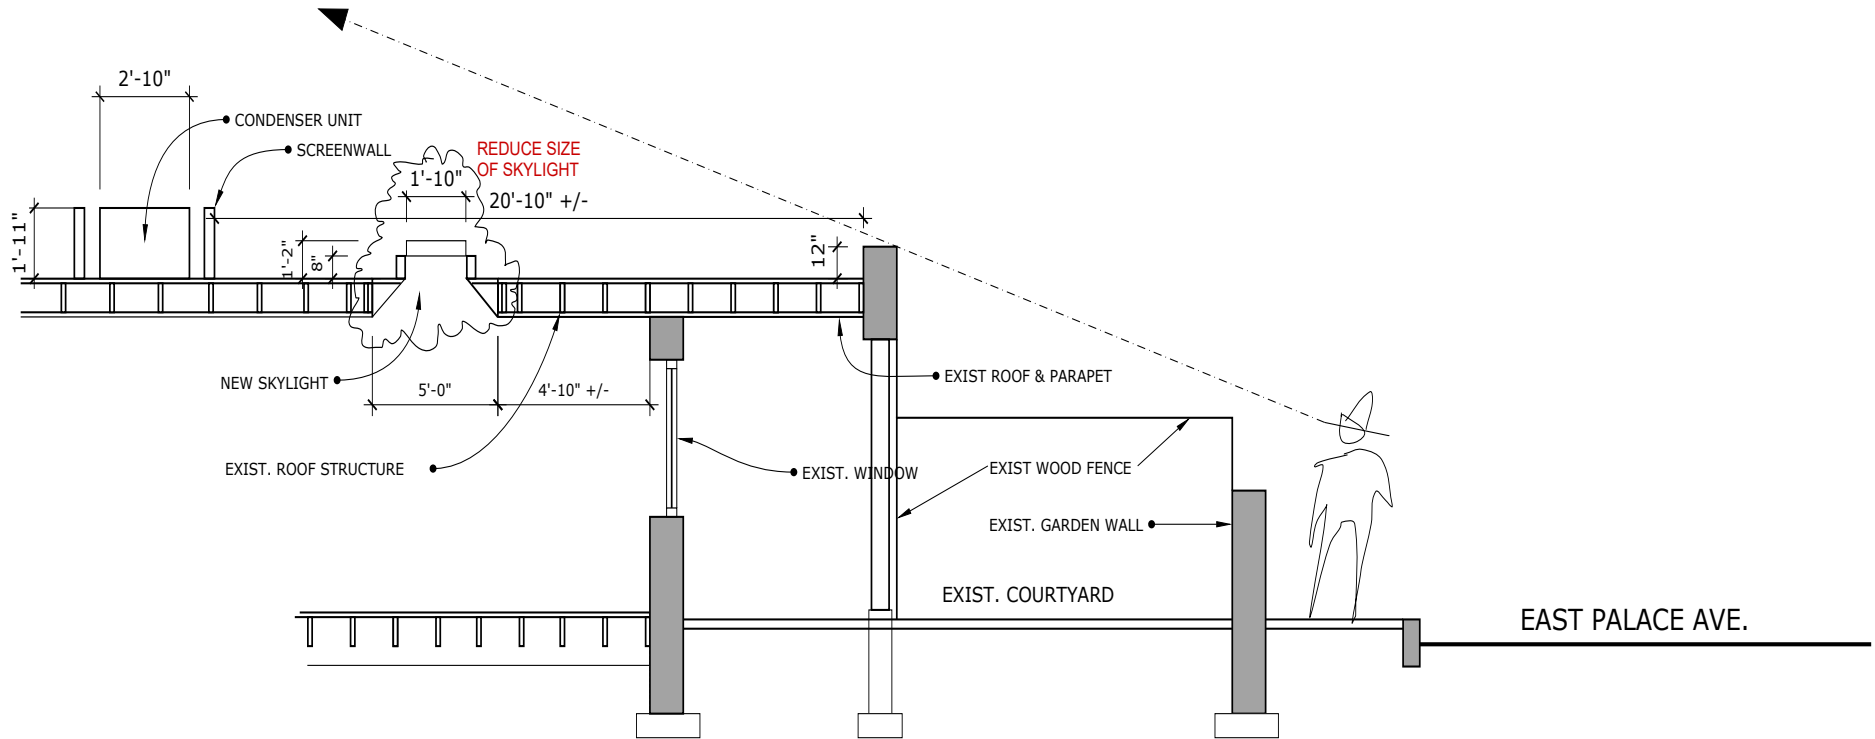 2'-10"
CONDENSER UNIT
SCREENWALL
REDUCE SIZE
OF SKYLIGHT
1'-10"
20'-10" +/-
1'-11"
1'-2"
8"
12"
NEW SKYLIGHT
5'-0"
4'-10" +/-
EXIST ROOF & PARAPET
EXIST. ROOF STRUCTURE
EXIST. WINDOW
EXIST WOOD FENCE
EXIST. GARDEN WALL
EXIST. COURTYARD
EAST PALACE AVE.